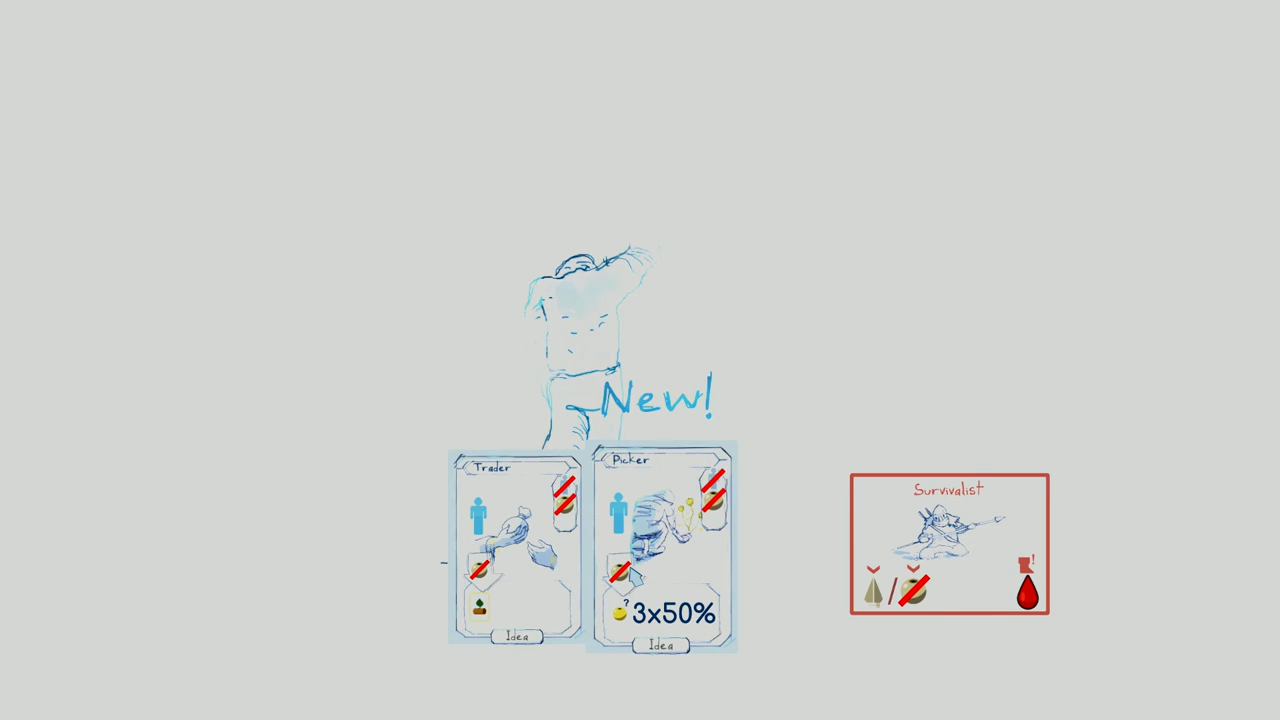 New!
Trader
Idea
Picker
? 3x50%
Idea
Survivalist
/
!